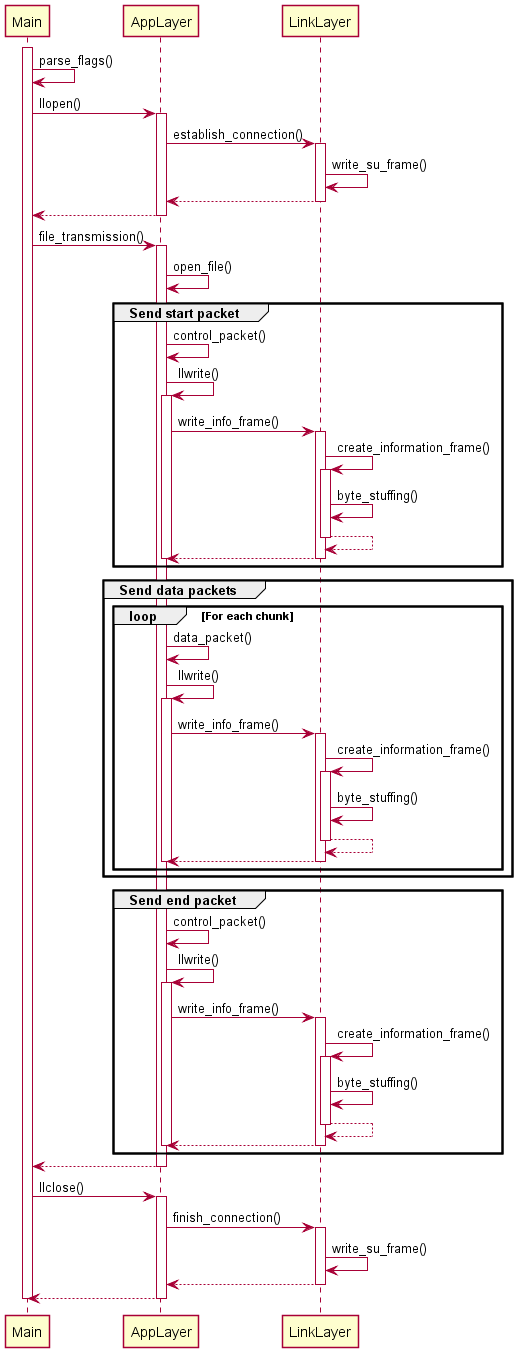 Main AppLayer LinkLayer
parse_flags()
llopen()
establish_connection()
write_su_frame()
file_transmission()
open_file()
Send start packet
control_packet()
llwrite()
write_info_frame()
create_information_frame()
byte_stuffing()
Send data packets
loop [For each chunk]
data_packet()
llwrite()
write_info_frame()
create_information_frame()
byte_stuffing()
Send end packet
control_packet()
llwrite()
write_info_frame()
create_information_frame()
byte_stuffing()
llclose()
finish_connection()
write_su_frame()
Main AppLayer LinkLayer